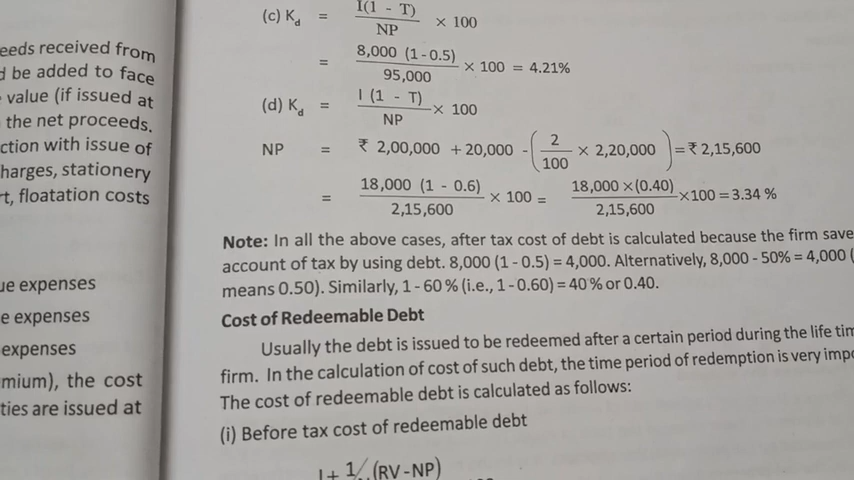 eeds received from
d be added to face
value (if issued at
the net proceeds.
ction with issue of
harges, stationery
rt, floatation costs
ue expenses
e expenses
expenses
mium), the cost
ties are issued at
(c) Kd = I(1 - T) / NP × 100
= 8,000 (1-0.5) / 95,000 × 100 = 4.21%
(d) Kd = I (1 - T) / NP × 100
NP = ₹ 2,00,000 + 20,000 - (2/100 × 2,20,000) = ₹ 2,15,600
= 18,000 (1 - 0.6) / 2,15,600 × 100 = 18,000 ×(0.40) / 2,15,600 ×100 = 3.34 %
Note: In all the above cases, after tax cost of debt is calculated because the firm save
account of tax by using debt. 8,000 (1 - 0.5) = 4,000. Alternatively, 8,000 - 50% = 4,000 (
means 0.50). Similarly, 1 - 60 % (i.e., 1 - 0.60) = 40 % or 0.40.
Cost of Redeemable Debt
Usually the debt is issued to be redeemed after a certain period during the life tim
firm. In the calculation of cost of such debt, the time period of redemption is very impo
The cost of redeemable debt is calculated as follows:
(i) Before tax cost of redeemable debt
I + 1/ (RV - NP)